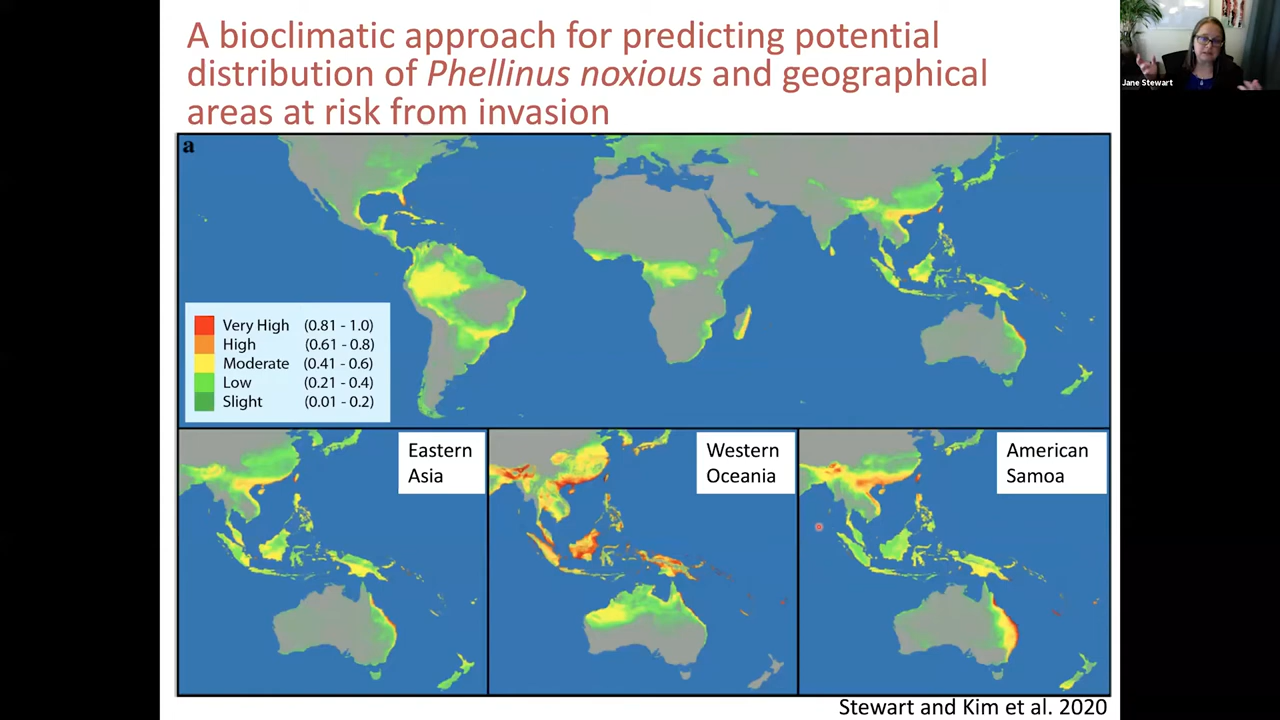 A bioclimatic approach for predicting potential
distribution of Phellinus noxious and geographical
areas at risk from invasion
Jane Stewart
a
Very High (0.81 - 1.0)
High (0.61 - 0.8)
Moderate (0.41 - 0.6)
Low (0.21 - 0.4)
Slight (0.01 - 0.2)
Eastern
Asia
Western
Oceania
American
Samoa
Stewart and Kim et al. 2020